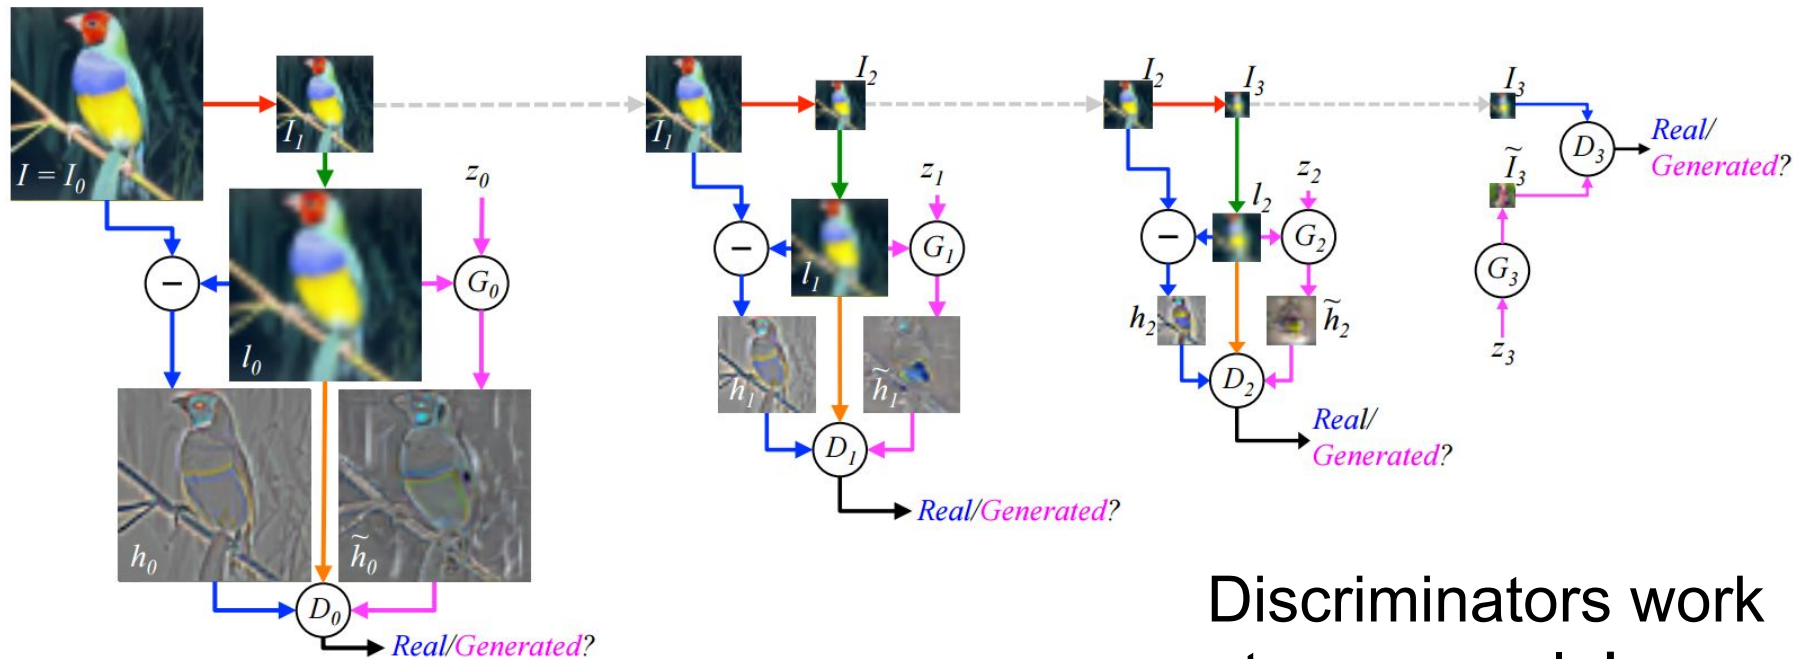 I = I₀
I₁
l₀
z₀
−
G₀
h₀
h̃₀
D₀
Real/Generated?
I₁
I₂
z₁
−
l₁
G₁
h₁
h̃₁
D₁
Real/Generated?
I₂
I₃
z₂
−
l₂
G₂
h₂
h̃₂
D₂
Real/
Generated?
I₃
Ĩ₃
D₃
Real/
Generated?
G₃
z₃
Discriminators work